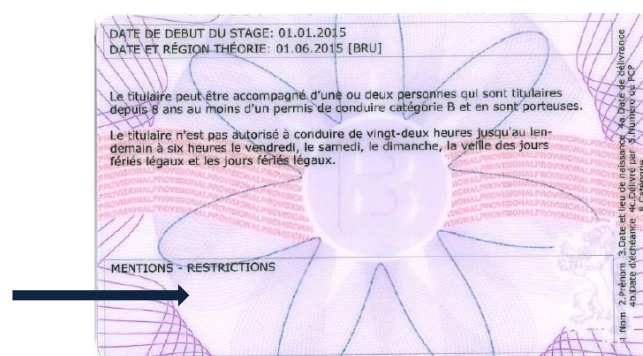 DATE DE DEBUT DU STAGE: 01.01.2015
DATE ET RÉGION THÉORIE: 01.06.2015 [BRU]
Le titulaire peut être accompagné d'une ou deux personnes qui sont titulaires
depuis 8 ans au moins d'un permis de conduire catégorie B et en sont porteuses.
Le titulaire n'est pas autorisé à conduire de vingt-deux heures jusqu'au len-
demain à six heures le vendredi, le samedi, le dimanche, la veille des jours
fériés légaux et les jours fériés légaux.
MENTIONS - RESTRICTIONS
1.Nom 2.Prénom 3.Date et lieu de naissance 4a.Date de délivrance
4b.Date d'échéance 4c.Délivré par 5.Numéro du PCP